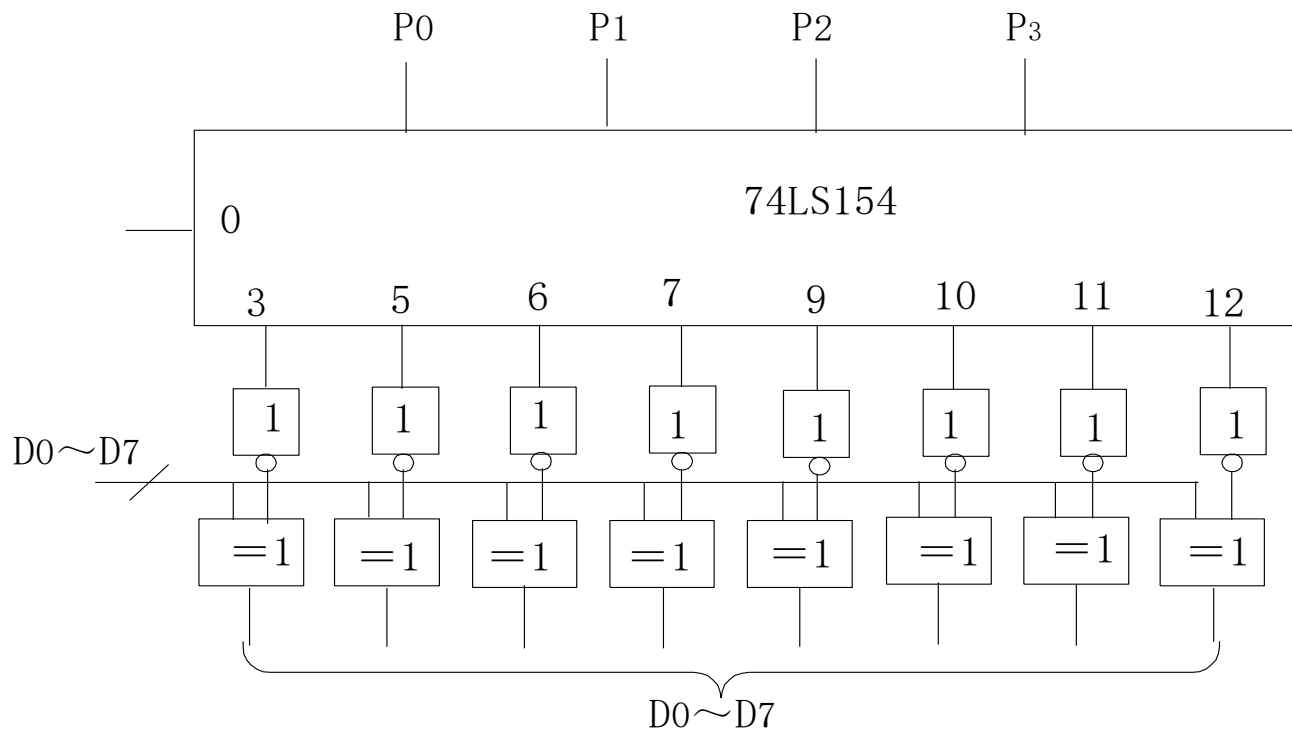 P0 P1 P2 P3
74LS154
0
3 5 6 7 9 10 11 12
1 1 1 1 1 1 1 1
D0～D7
=1 =1 =1 =1 =1 =1 =1 =1
D0～D7